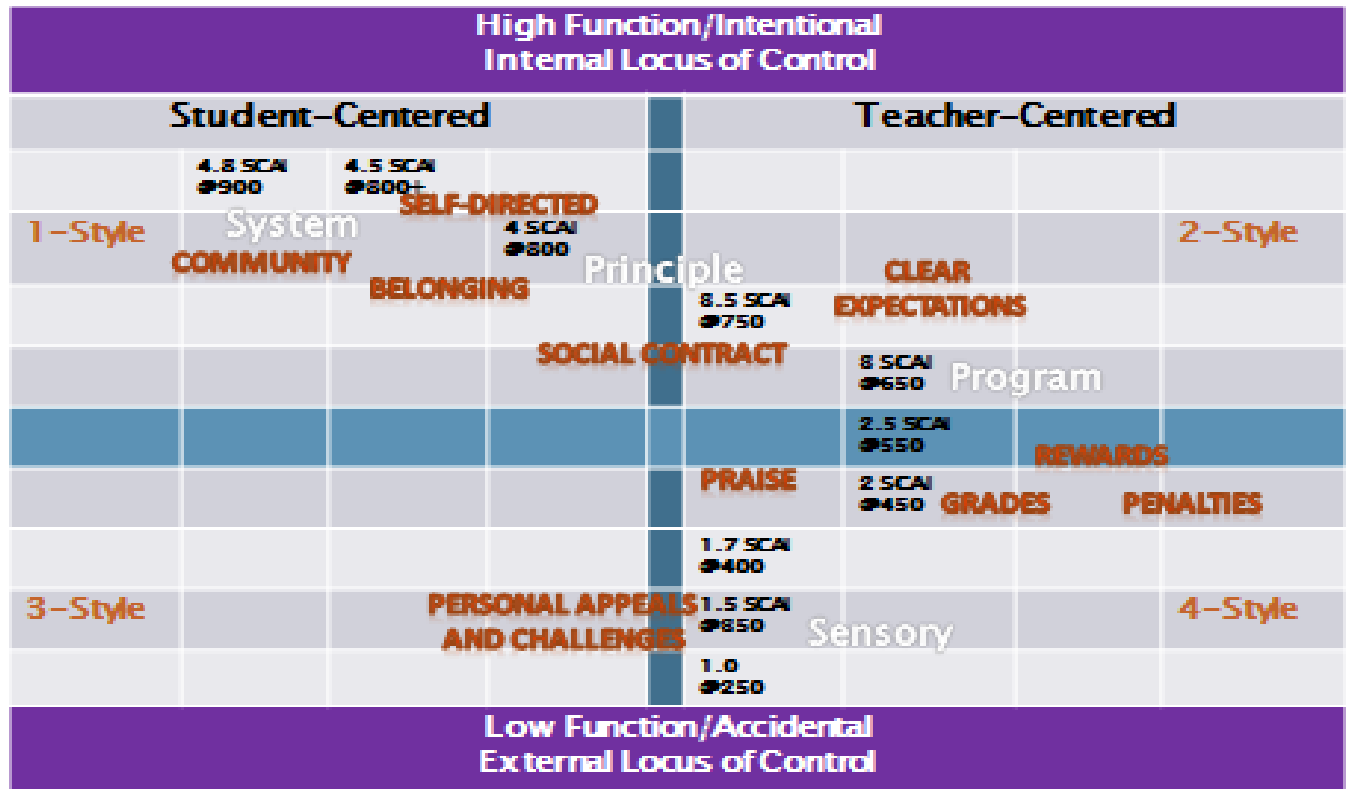 High Function/Intentional
Internal Locus of Control
Student-Centered
Teacher-Centered
4.8 SCAI
@900
4.5 SCAI
@800+
SELF-DIRECTED
1-Style
System
4 SCAI
@800
2-Style
COMMUNITY
Principle
CLEAR
EXPECTATIONS
BELONGING
8.5 SCAI
@750
SOCIAL CONTRACT
8 SCAI
@650
Program
2.5 SCAI
@550
REWARDS
PRAISE
2 SCAI
@450
GRADES
PENALTIES
1.7 SCAI
@400
3-Style
PERSONAL APPEALS
AND CHALLENGES
1.5 SCAI
@850
Sensory
4-Style
1.0
@250
Low Function/Accidental
External Locus of Control